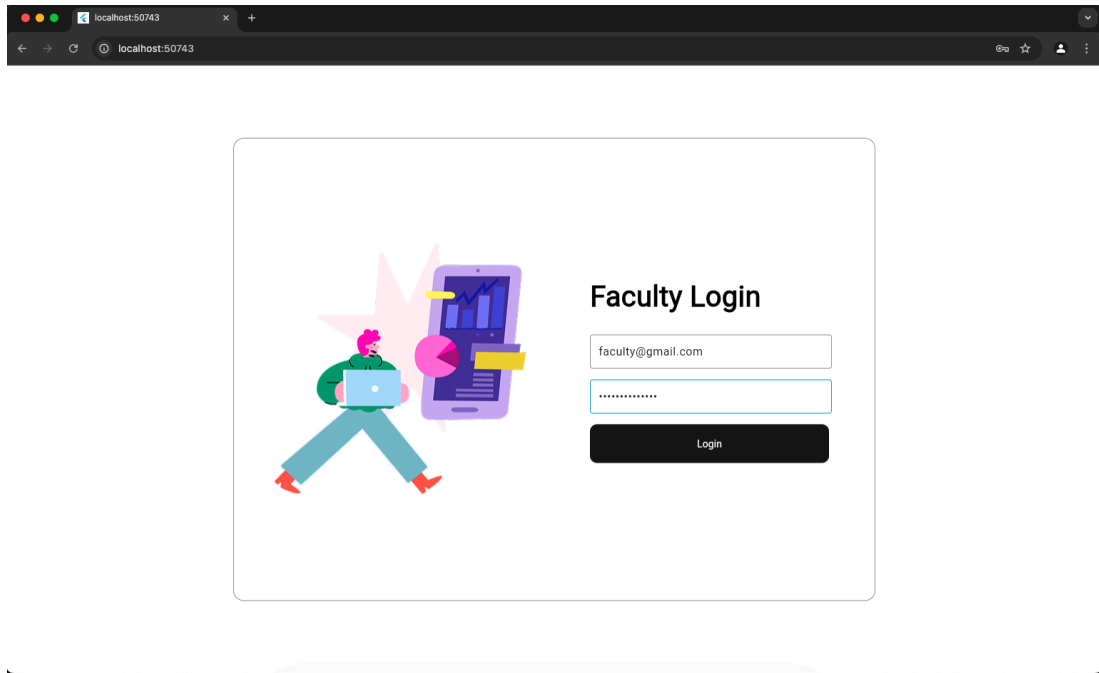 localhost:50743
localhost:50743
Faculty Login
faculty@gmail.com
••••••••••••••
Login